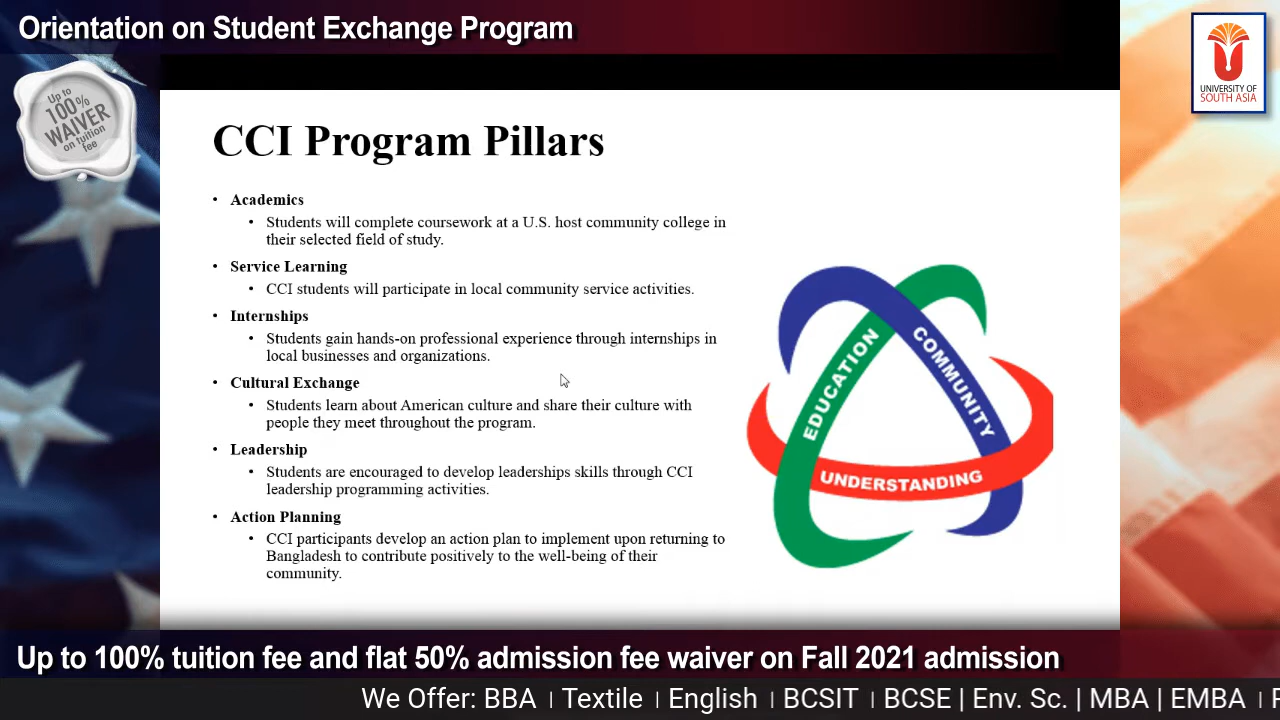 Orientation on Student Exchange Program
Up to
100%
WAIVER
on tuition
fee
UNIVERSITY OF
SOUTH ASIA
CCI Program Pillars
• Academics
• Students will complete coursework at a U.S. host community college in
their selected field of study.
• Service Learning
• CCI students will participate in local community service activities.
• Internships
• Students gain hands-on professional experience through internships in
local businesses and organizations.
• Cultural Exchange
• Students learn about American culture and share their culture with
people they meet throughout the program.
• Leadership
• Students are encouraged to develop leaderships skills through CCI
leadership programming activities.
• Action Planning
• CCI participants develop an action plan to implement upon returning to
Bangladesh to contribute positively to the well-being of their
community.
EDUCATION
COMMUNITY
UNDERSTANDING
Up to 100% tuition fee and flat 50% admission fee waiver on Fall 2021 admission
We Offer: BBA | Textile | English | BCSIT | BCSE | Env. Sc. | MBA | EMBA |